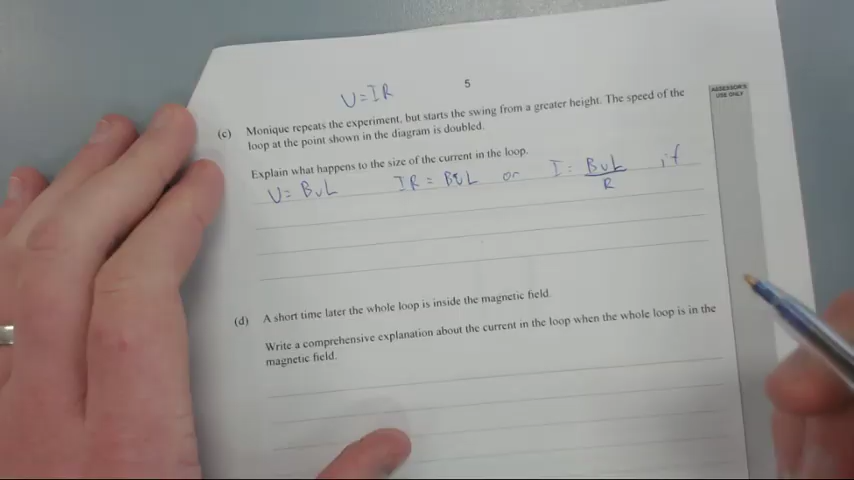 5
V=IR
ASSESSOR'S
USE ONLY
(c) Monique repeats the experiment, but starts the swing from a greater height. The speed of the
loop at the point shown in the diagram is doubled.
Explain what happens to the size of the current in the loop.
V = BvL IR = BvL or I = BvL if
R
(d) A short time later the whole loop is inside the magnetic field.
Write a comprehensive explanation about the current in the loop when the whole loop is in the
magnetic field.